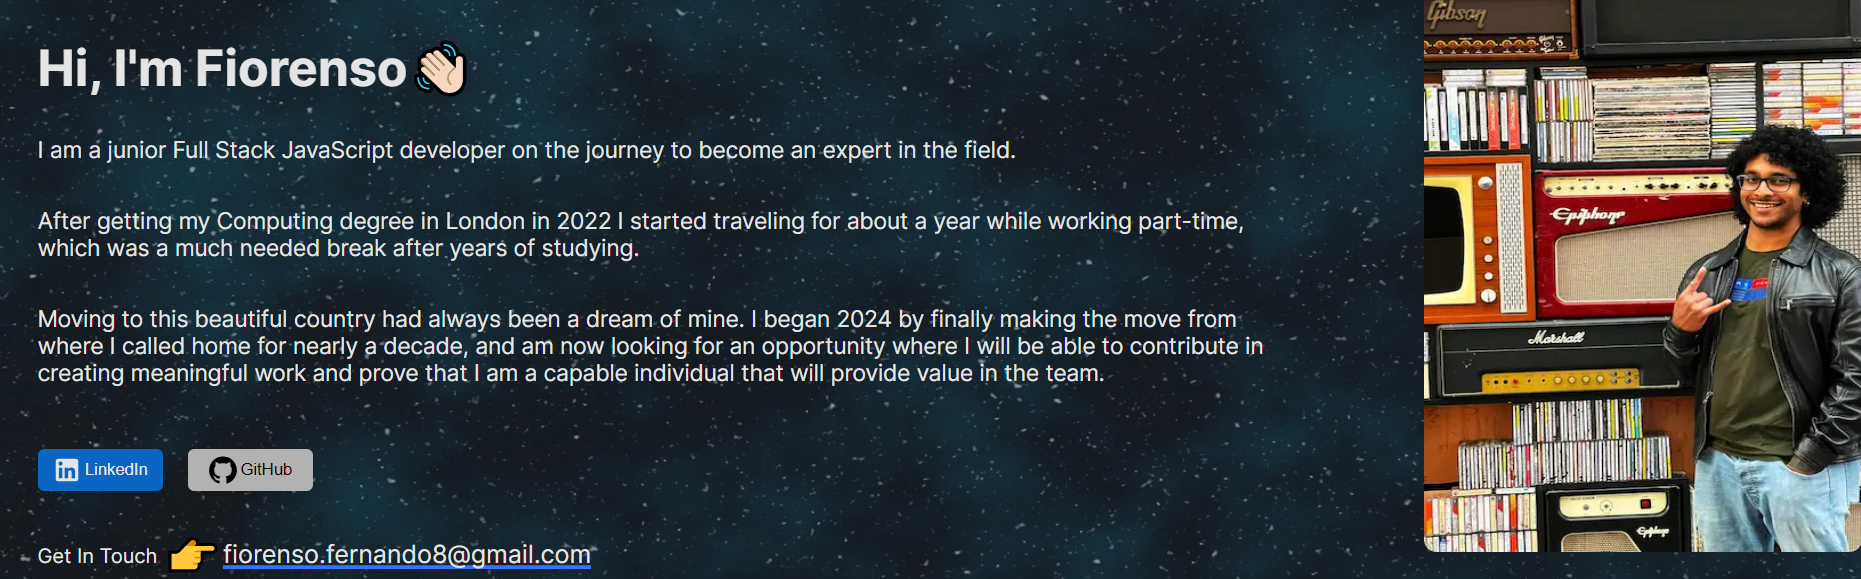 Hi, I'm Fiorenso
I am a junior Full Stack JavaScript developer on the journey to become an expert in the field.
After getting my Computing degree in London in 2022 I started traveling for about a year while working part-time,
which was a much needed break after years of studying.
Moving to this beautiful country had always been a dream of mine. I began 2024 by finally making the move from
where I called home for nearly a decade, and am now looking for an opportunity where I will be able to contribute in
creating meaningful work and prove that I am a capable individual that will provide value in the team.
LinkedIn GitHub
Get In Touch fiorenso.fernando8@gmail.com
Gibson
Epiphone
Marshall
Epiphone